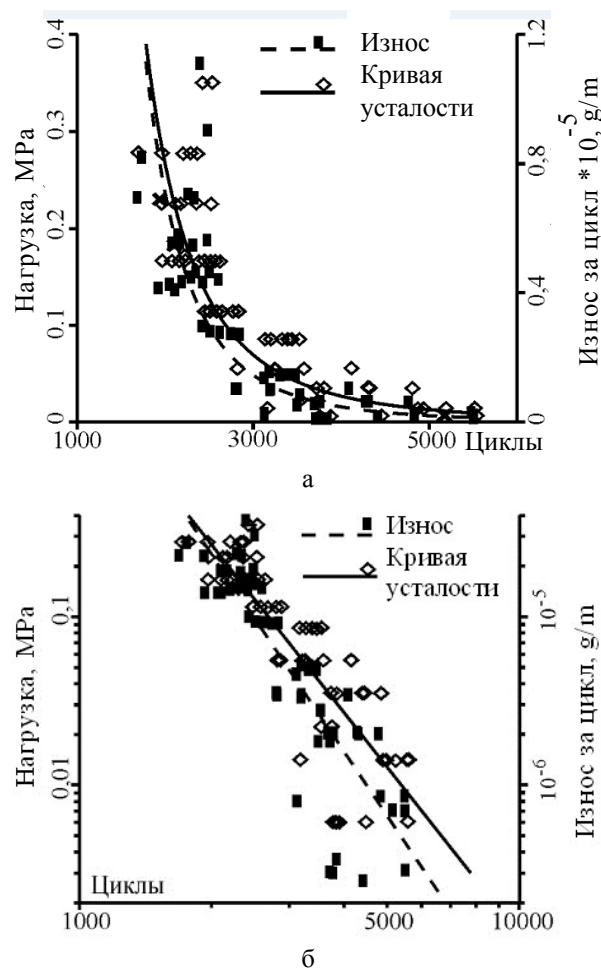 Износ
Кривая
усталости
Нагрузка, MPa
0.4
0.3
0.2
0.1
0
1.2
0,8
0,4
0
Износ за цикл *10, g/m
-5
1000
3000
5000
Циклы
а
Износ
Кривая
усталости
Нагрузка, MPa
0,1
0,01
10-5
10-6
Износ за цикл, g/m
Циклы
1000
5000
10000
б